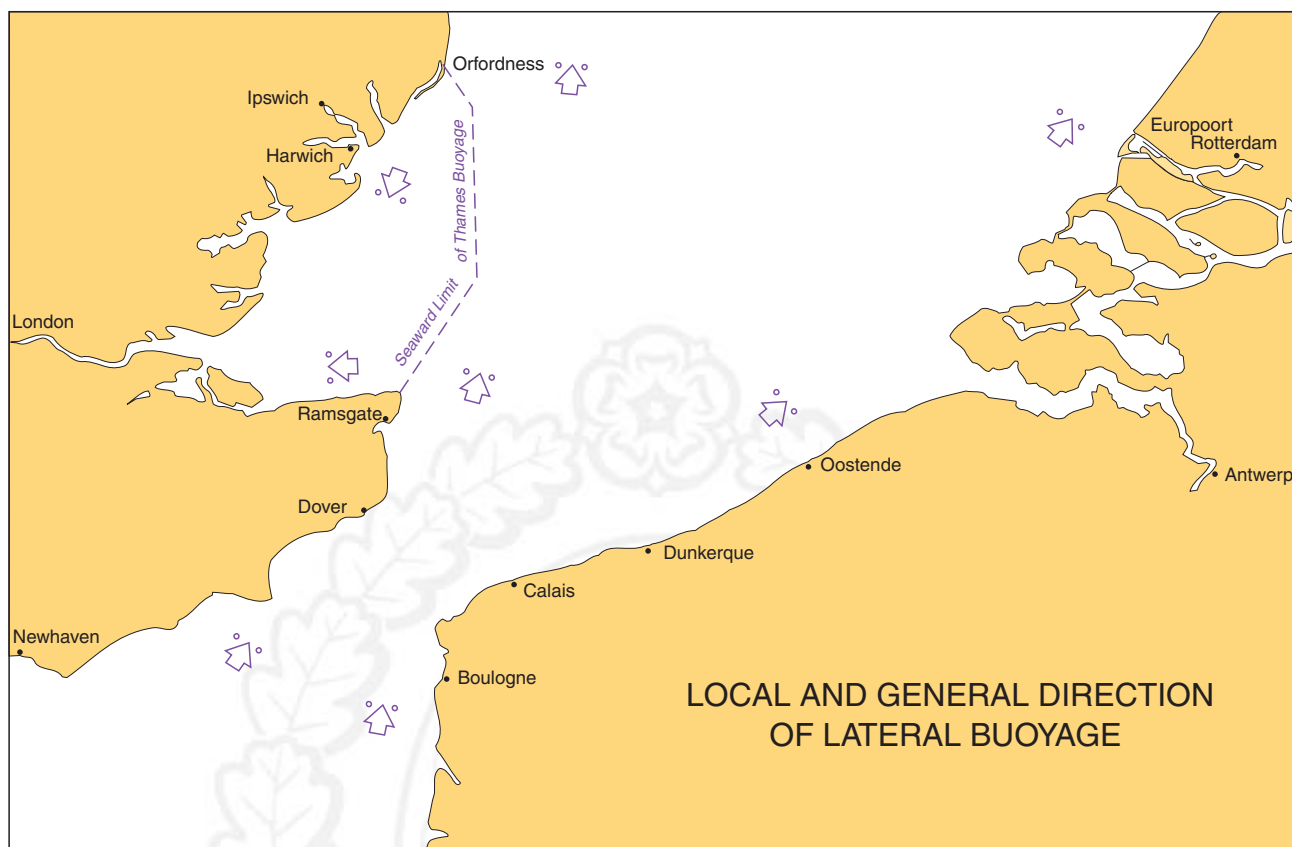 Orfordness
Ipswich
Europoort
Rotterdam
Harwich
of Thames Buoyage
Seaward Limit
London
Ramsgate
Oostende
Antwerp
Dover
Dunkerque
Calais
Newhaven
Boulogne
LOCAL AND GENERAL DIRECTION
OF LATERAL BUOYAGE